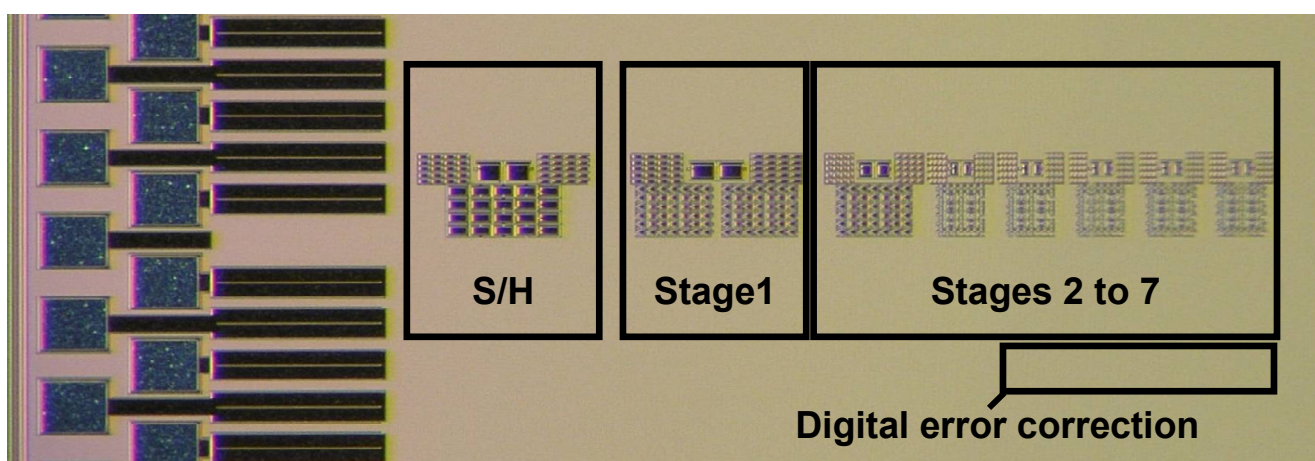 S/H
Stage1
Stages 2 to 7
Digital error correction